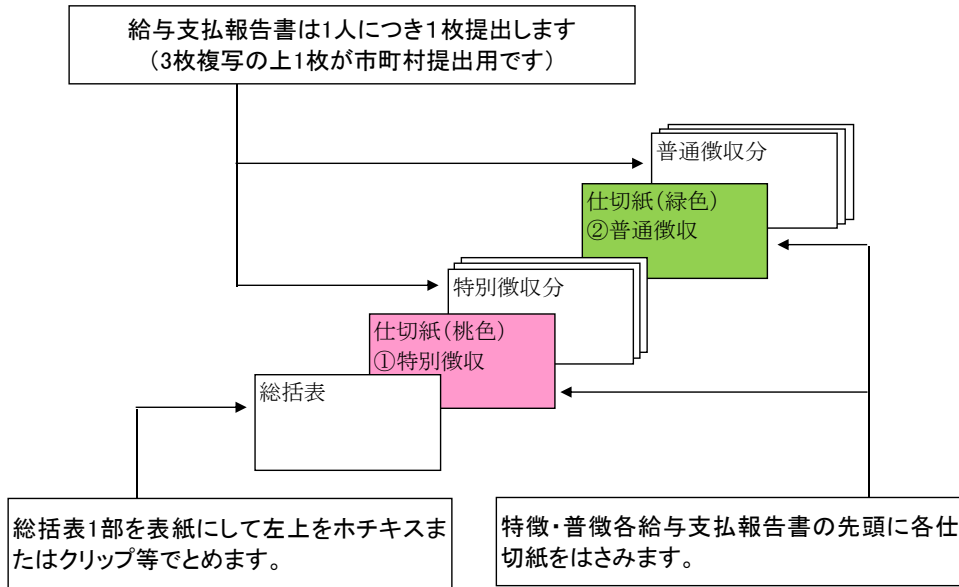 給与支払報告書は1人につき1枚提出します
(3枚複写の上1枚が市町村提出用です)
普通徴収分
仕切紙(緑色)
②普通徴収
特別徴収分
仕切紙(桃色)
①特別徴収
総括表
総括表1部を表紙にして左上をホチキスま
たはクリップ等でとめます。
特徴・普徴各給与支払報告書の先頭に各仕
切紙をはさみます。